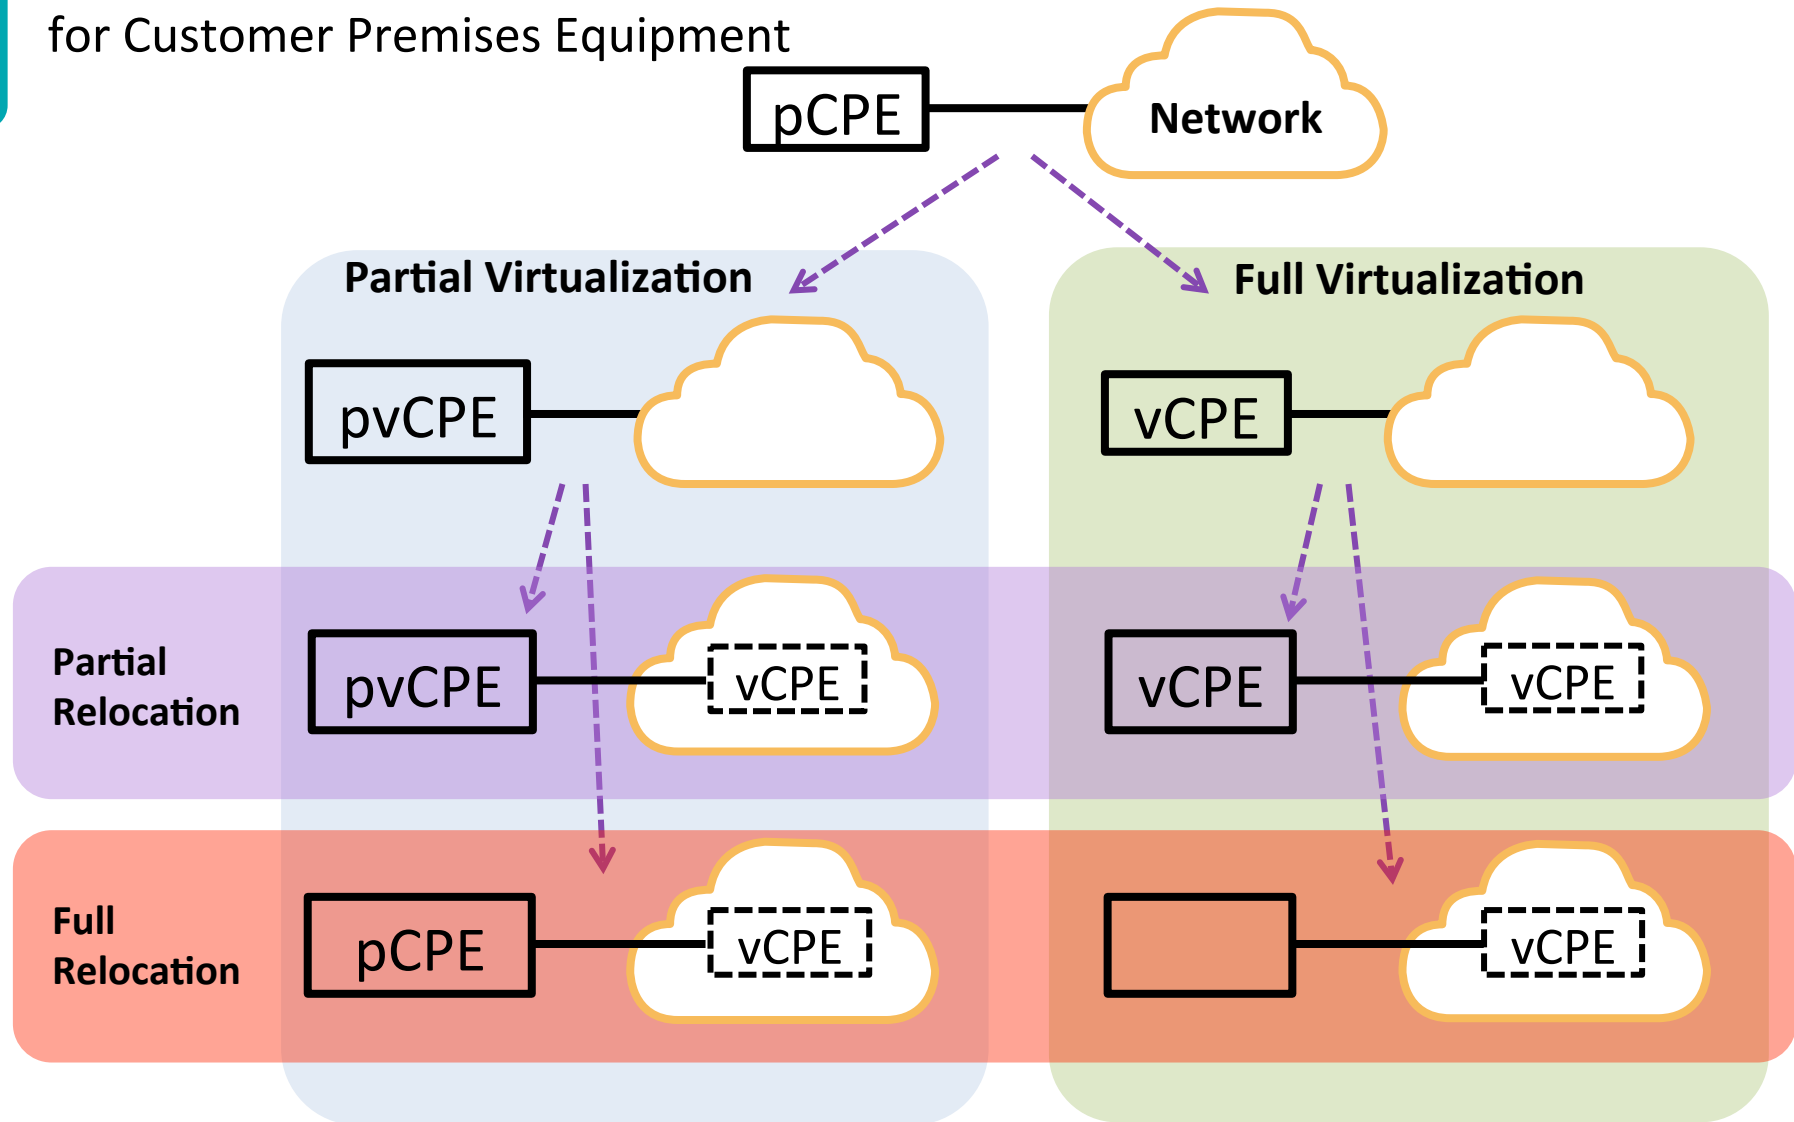 for Customer Premises Equipment
pCPE
Network
Partial Virtualization
Full Virtualization
pvCPE
vCPE
Partial
Relocation
pvCPE
vCPE
vCPE
vCPE
Full
Relocation
pCPE
vCPE
vCPE